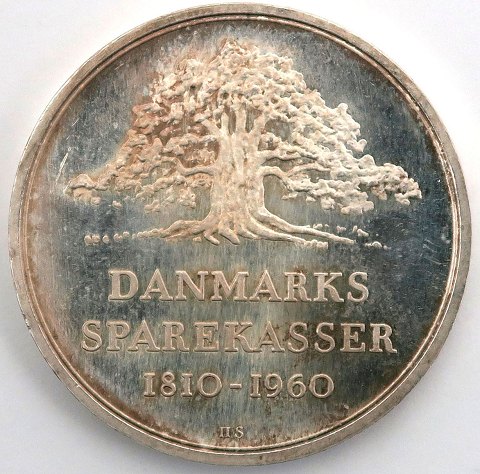 DANMARKS
SPAREKASSER
1810-1960
HS